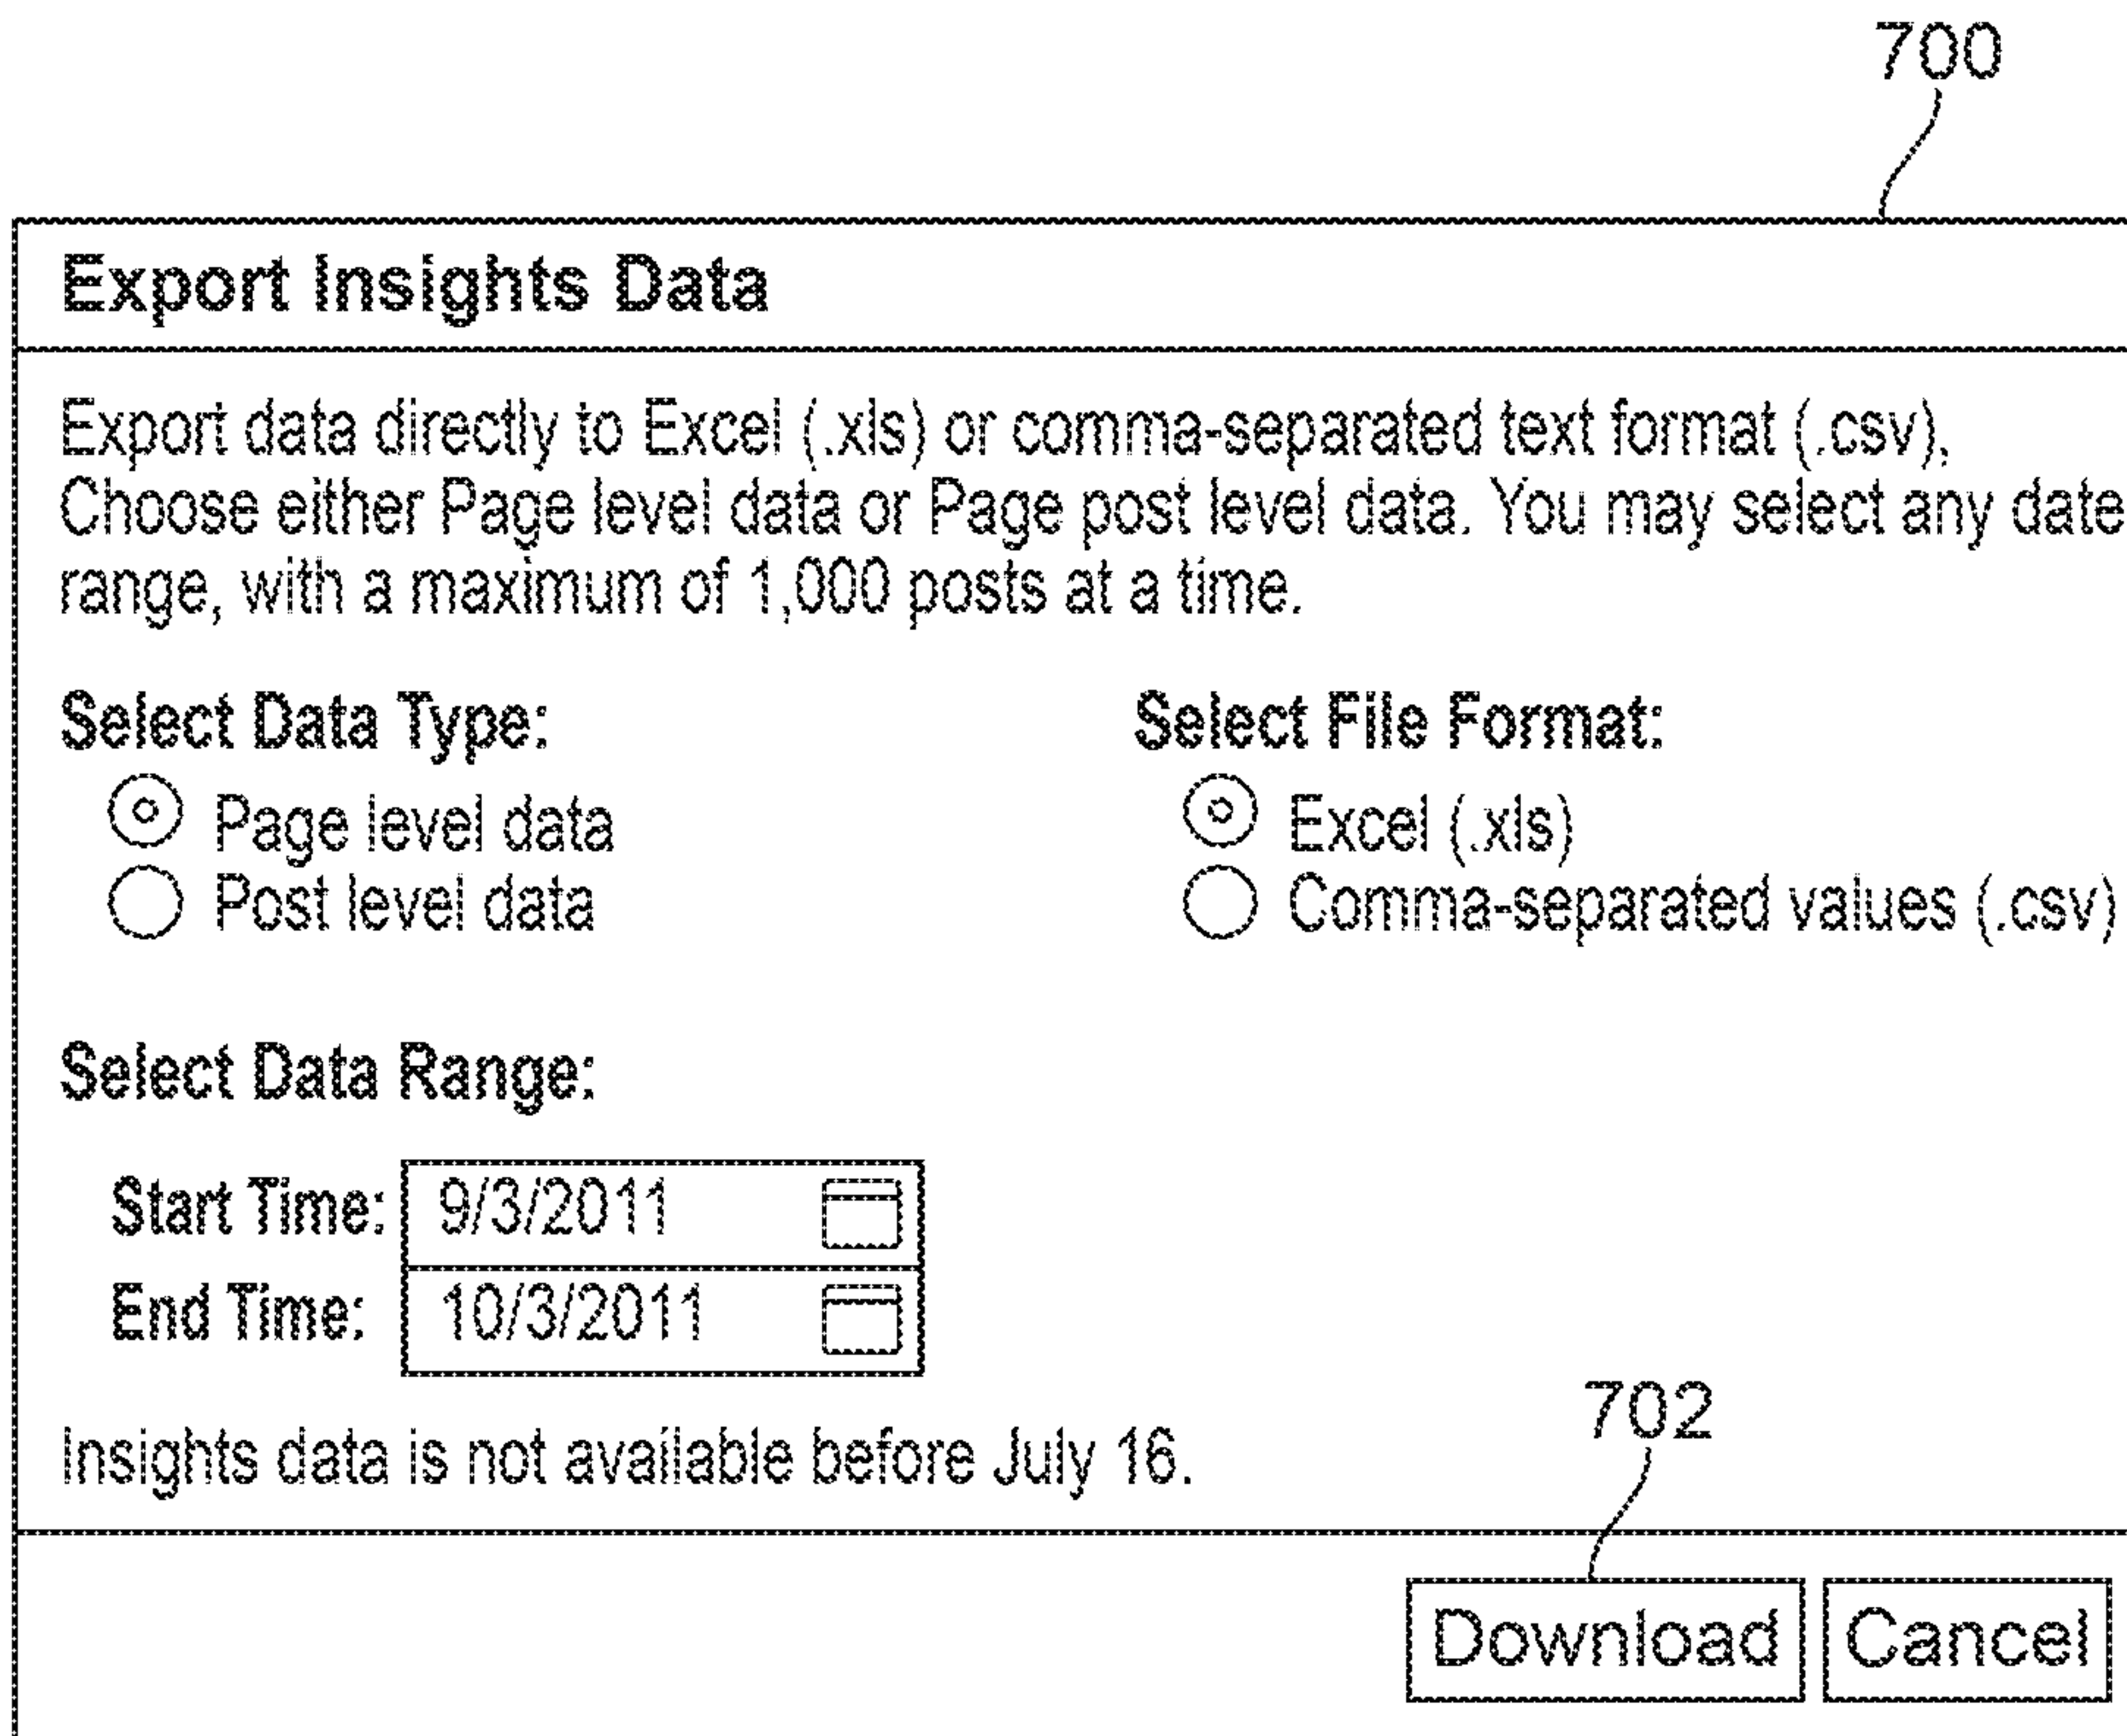 700
Export Insights Data
Export data directly to Excel (.xls) or comma-separated text format (.csv),
Choose either Page level data or Page post level data. You may select any date
range, with a maximum of 1,000 posts at a time.
Select Data Type:
Page level data
Post level data
Select File Format:
Excel (.xls)
Comma-separated values (.csv)
Select Data Range:
Start Time: 9/3/2011
End Time: 10/3/2011
Insights data is not available before July 16.
702
Download Cancel